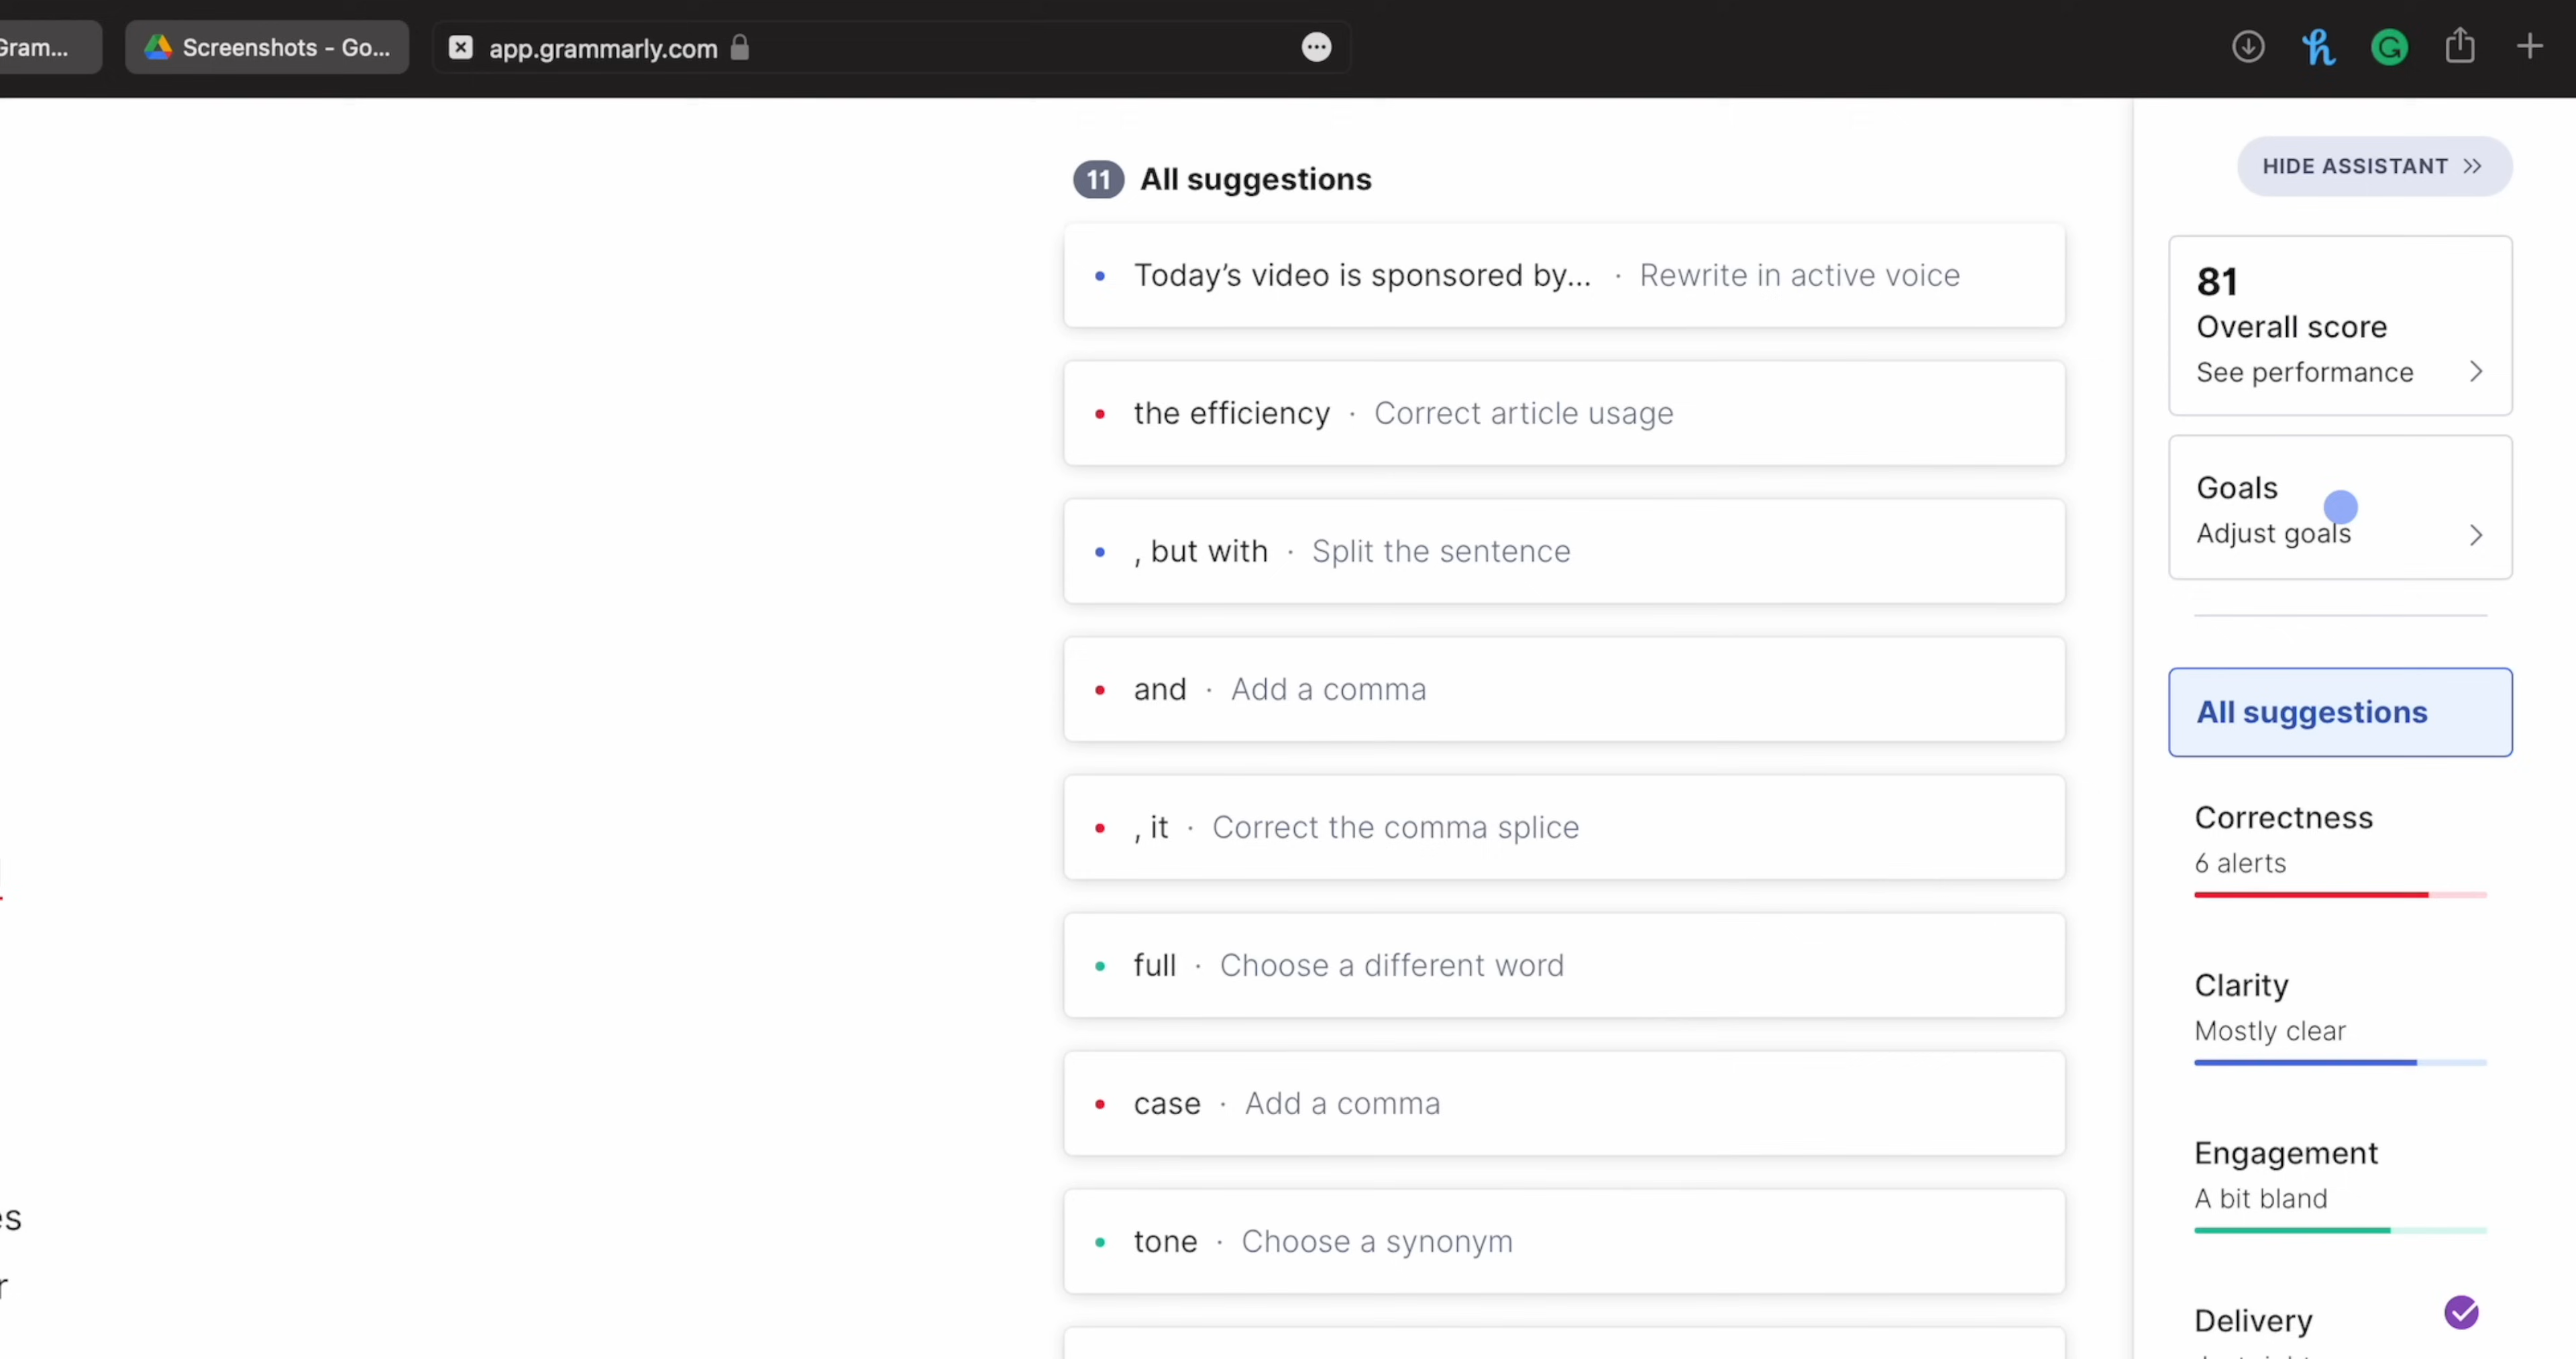 Gram...
Screenshots - Go...
app.grammarly.com
11 All suggestions
Today's video is sponsored by... · Rewrite in active voice
the efficiency · Correct article usage
, but with · Split the sentence
and · Add a comma
, it · Correct the comma splice
full · Choose a different word
case · Add a comma
tone · Choose a synonym
es
r
HIDE ASSISTANT
81
Overall score
See performance
Goals
Adjust goals
All suggestions
Correctness
6 alerts
Clarity
Mostly clear
Engagement
A bit bland
Delivery